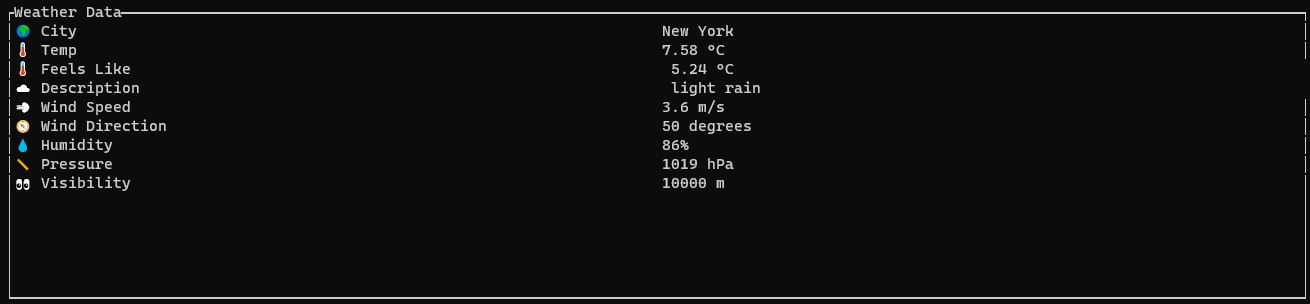 Weather Data
City New York
Temp 7.58 °C
Feels Like 5.24 °C
Description light rain
Wind Speed 3.6 m/s
Wind Direction 50 degrees
Humidity 86%
Pressure 1019 hPa
Visibility 10000 m